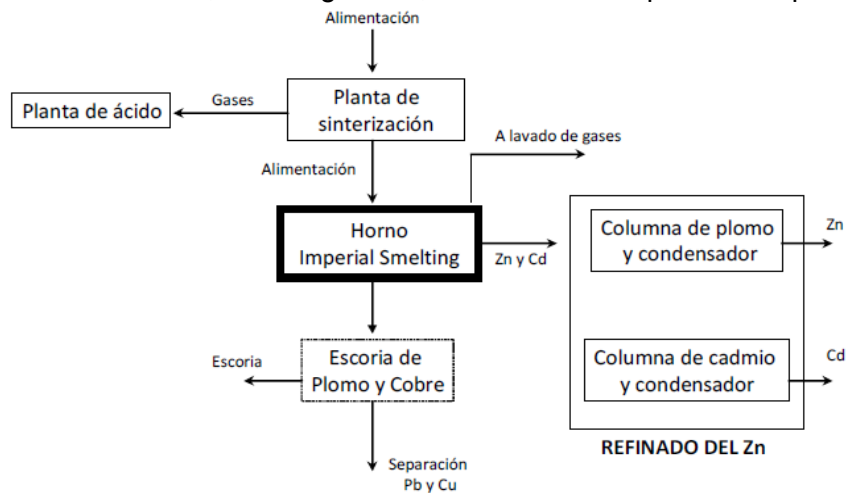 Alimentación
Planta de ácido
Gases
Planta de
sinterización
A lavado de gases
Alimentación
Horno
Imperial Smelting
Zn y Cd
Columna de plomo
y condensador
Zn
Escoria
Escoria de
Plomo y Cobre
Columna de cadmio
y condensador
Cd
REFINADO DEL Zn
Separación
Pb y Cu